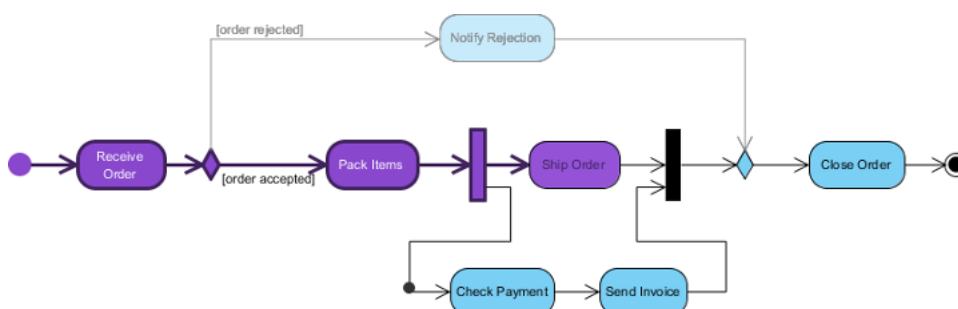 [order rejected]
Notify Rejection
Receive
Order
[order accepted]
Pack Items
Ship Order
Close Order
Check Payment
Send Invoice